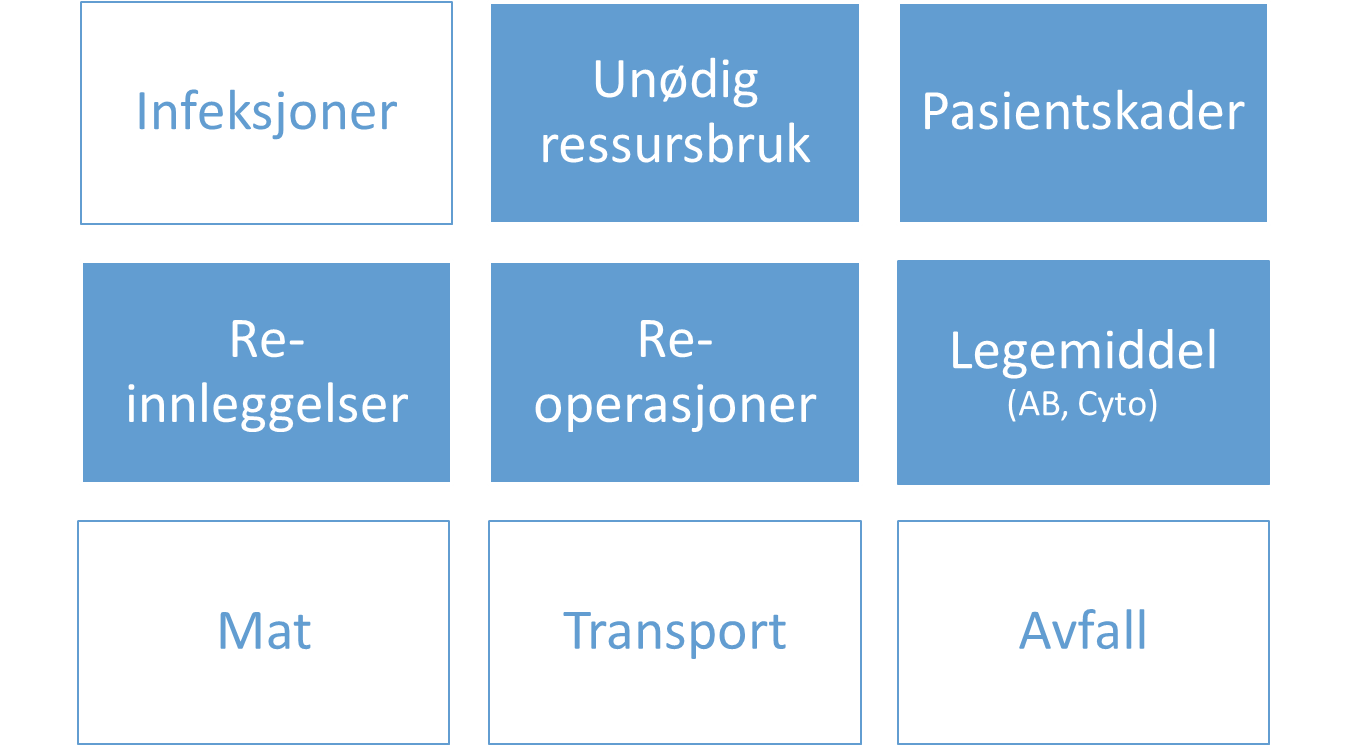 Infeksjoner
Unødig
ressursbruk
Pasientskader
Re-
innleggelser
Re-
operasjoner
Legemiddel
(AB, Cyto)
Mat
Transport
Avfall